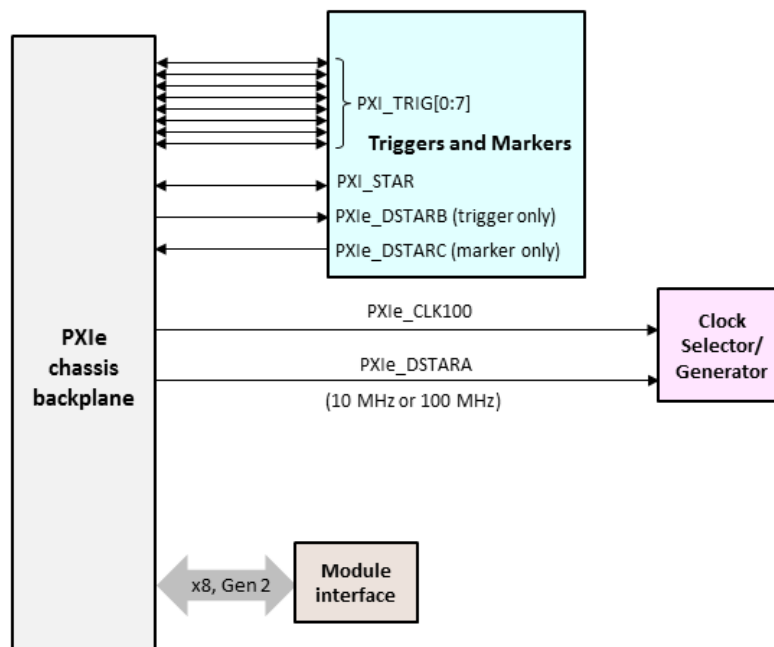 PXI_TRIG[0:7]
Triggers and Markers
PXI_STAR
PXIe_DSTARB (trigger only)
PXIe_DSTARC (marker only)
PXIe
chassis
backplane
PXIe_CLK100
PXIe_DSTARA
(10 MHz or 100 MHz)
Clock
Selector/
Generator
x8, Gen 2
Module
interface